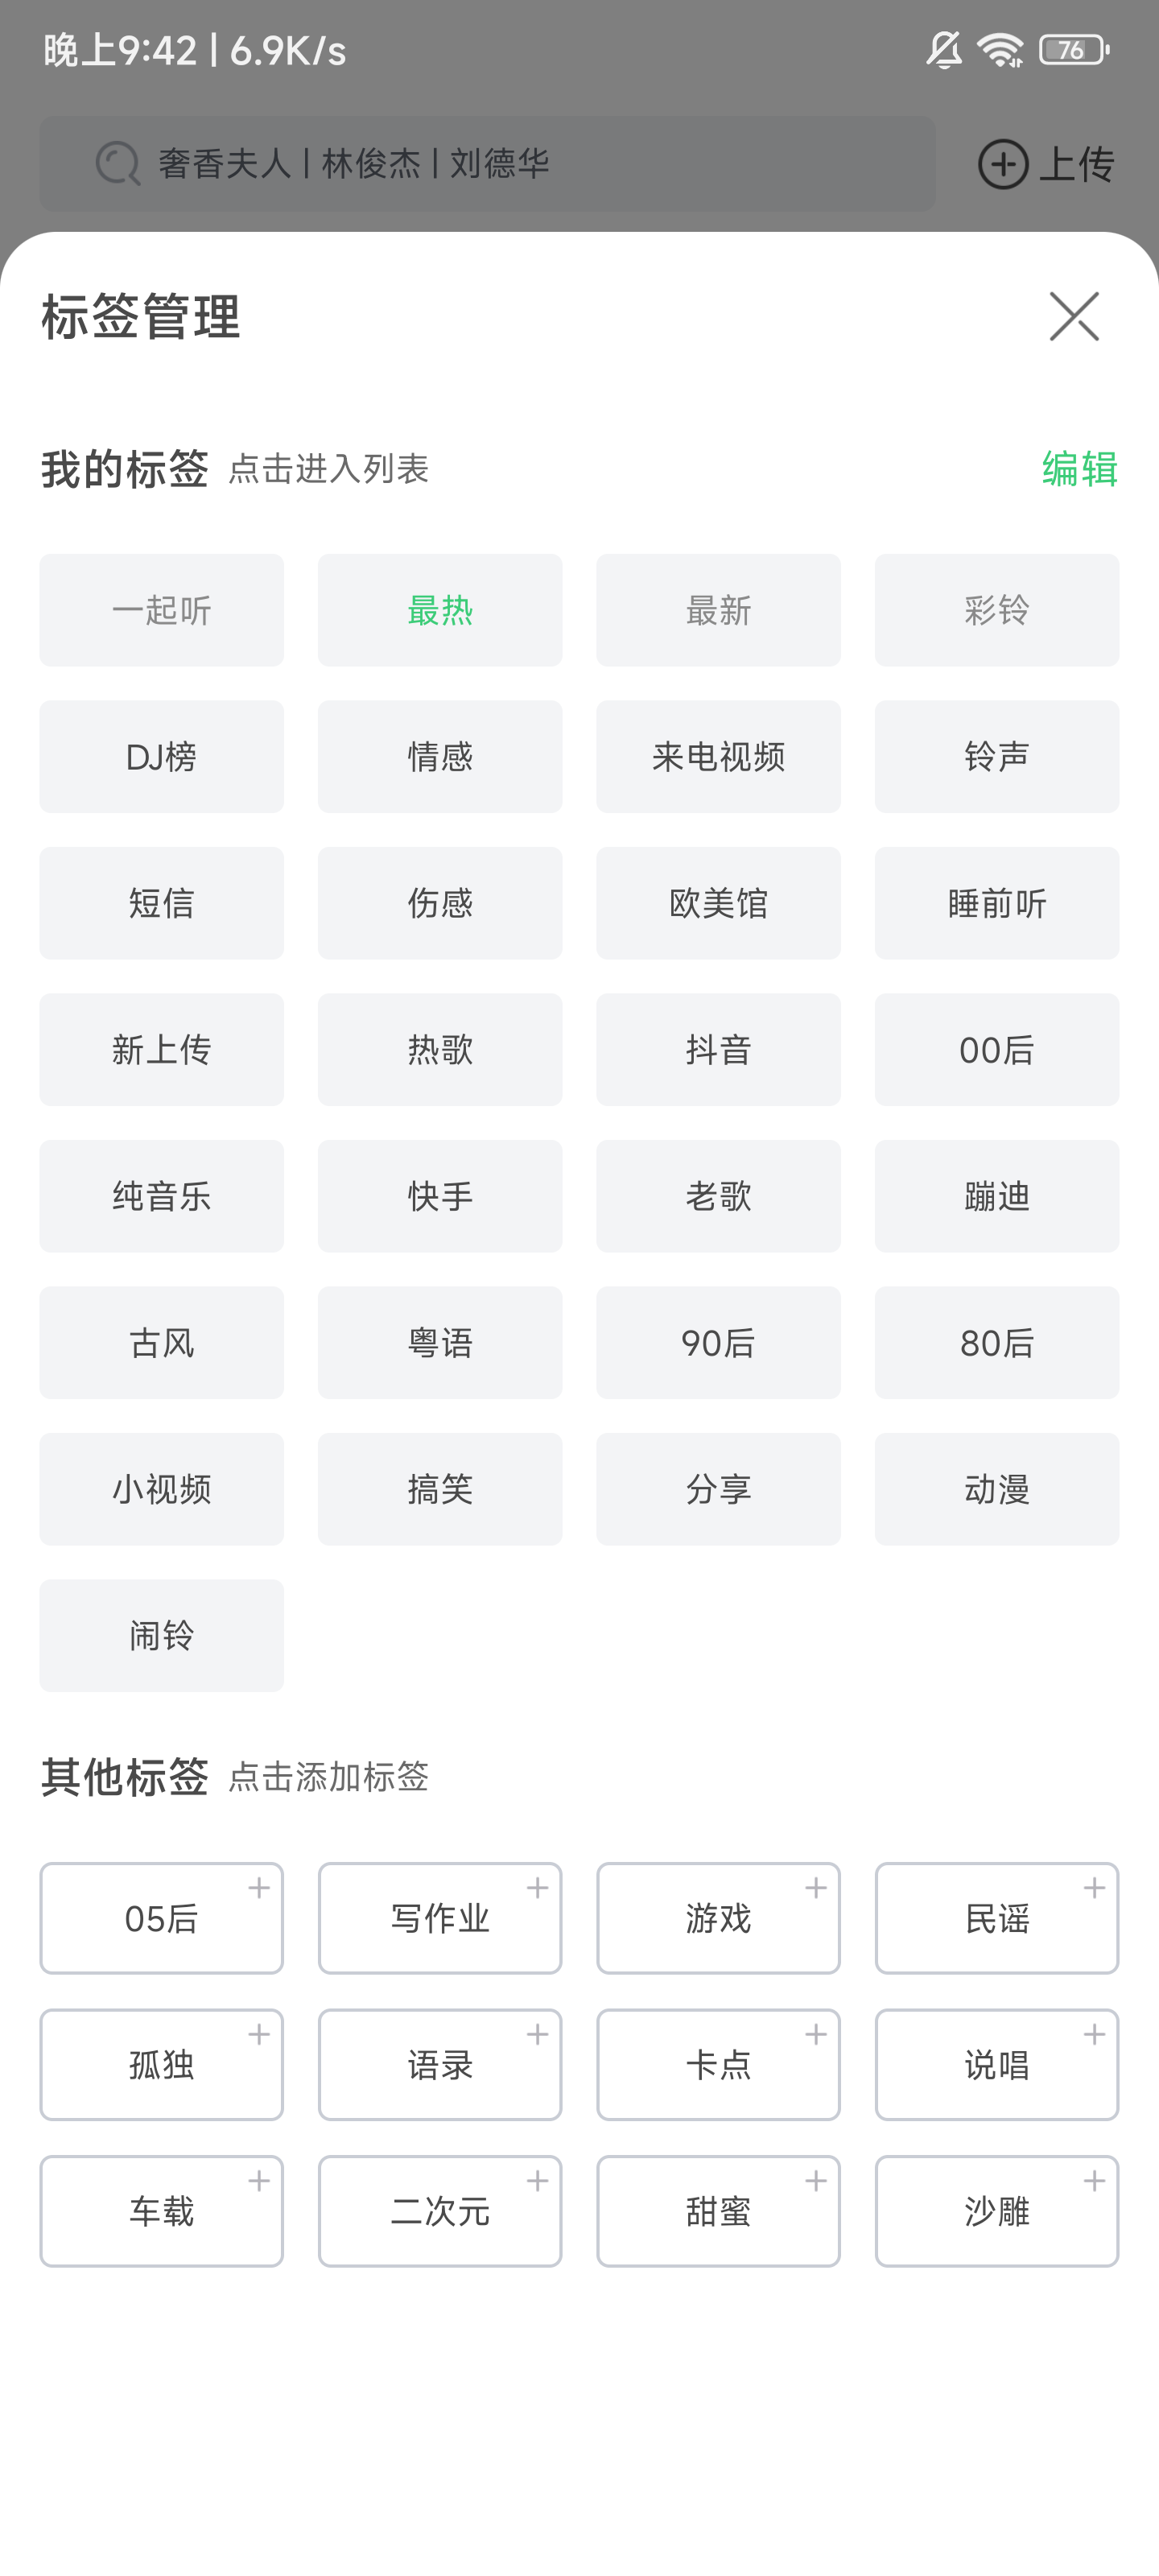 晚上9:42 | 6.9K/s 76
奢香夫人 | 林俊杰 | 刘德华 上传
标签管理
我的标签 点击进入列表 编辑
一起听 最热 最新 彩铃
DJ榜 情感 来电视频 铃声
短信 伤感 欧美馆 睡前听
新上传 热歌 抖音 00后
纯音乐 快手 老歌 蹦迪
古风 粤语 90后 80后
小视频 搞笑 分享 动漫
闹铃
其他标签 点击添加标签
05后 写作业 游戏 民谣
孤独 语录 卡点 说唱
车载 二次元 甜蜜 沙雕